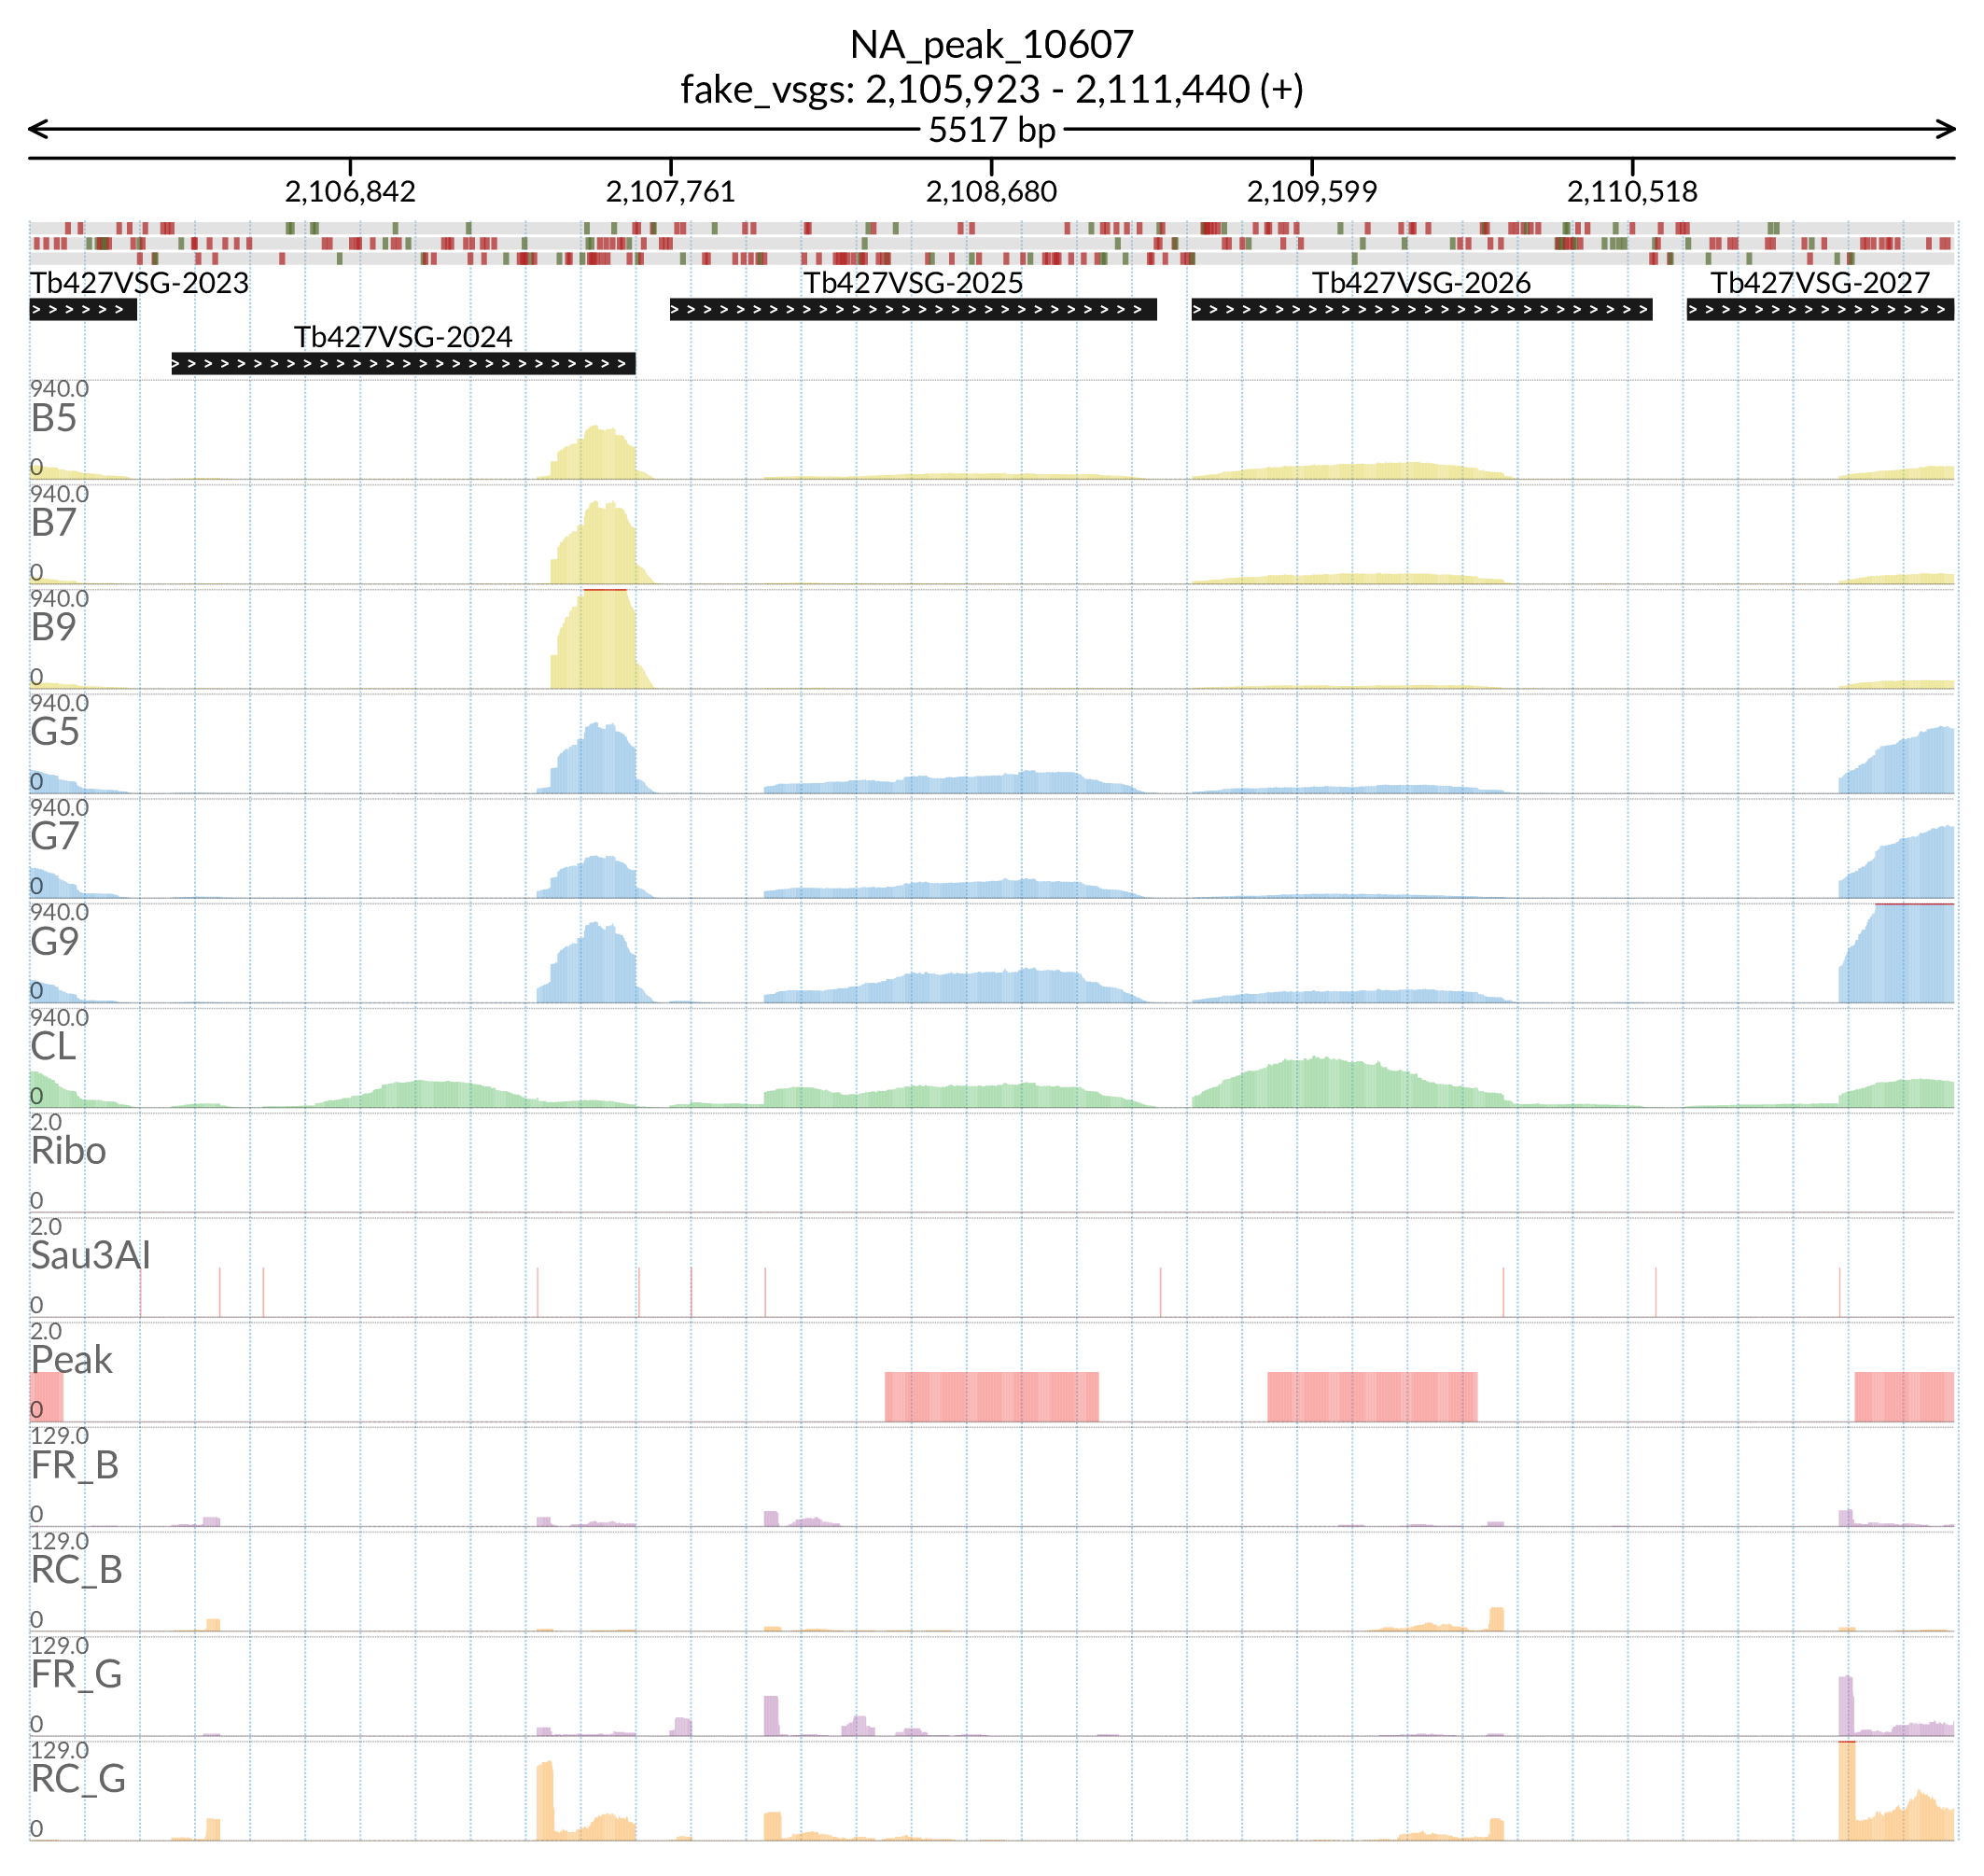 NA_peak_10607
fake_vsgs: 2,105,923 - 2,111,440 (+)
5517 bp
2,106,842 2,107,761 2,108,680 2,109,599 2,110,518
Tb427VSG-2023 Tb427VSG-2025 Tb427VSG-2026 Tb427VSG-2027
Tb427VSG-2024
940.0
B5
0
940.0
B7
0
940.0
B9
0
940.0
G5
0
940.0
G7
0
940.0
G9
0
940.0
CL
0
2.0
Ribo
0
2.0
Sau3AI
0
2.0
Peak
0
129.0
FR_B
0
129.0
RC_B
0
129.0
FR_G
0
129.0
RC_G
0